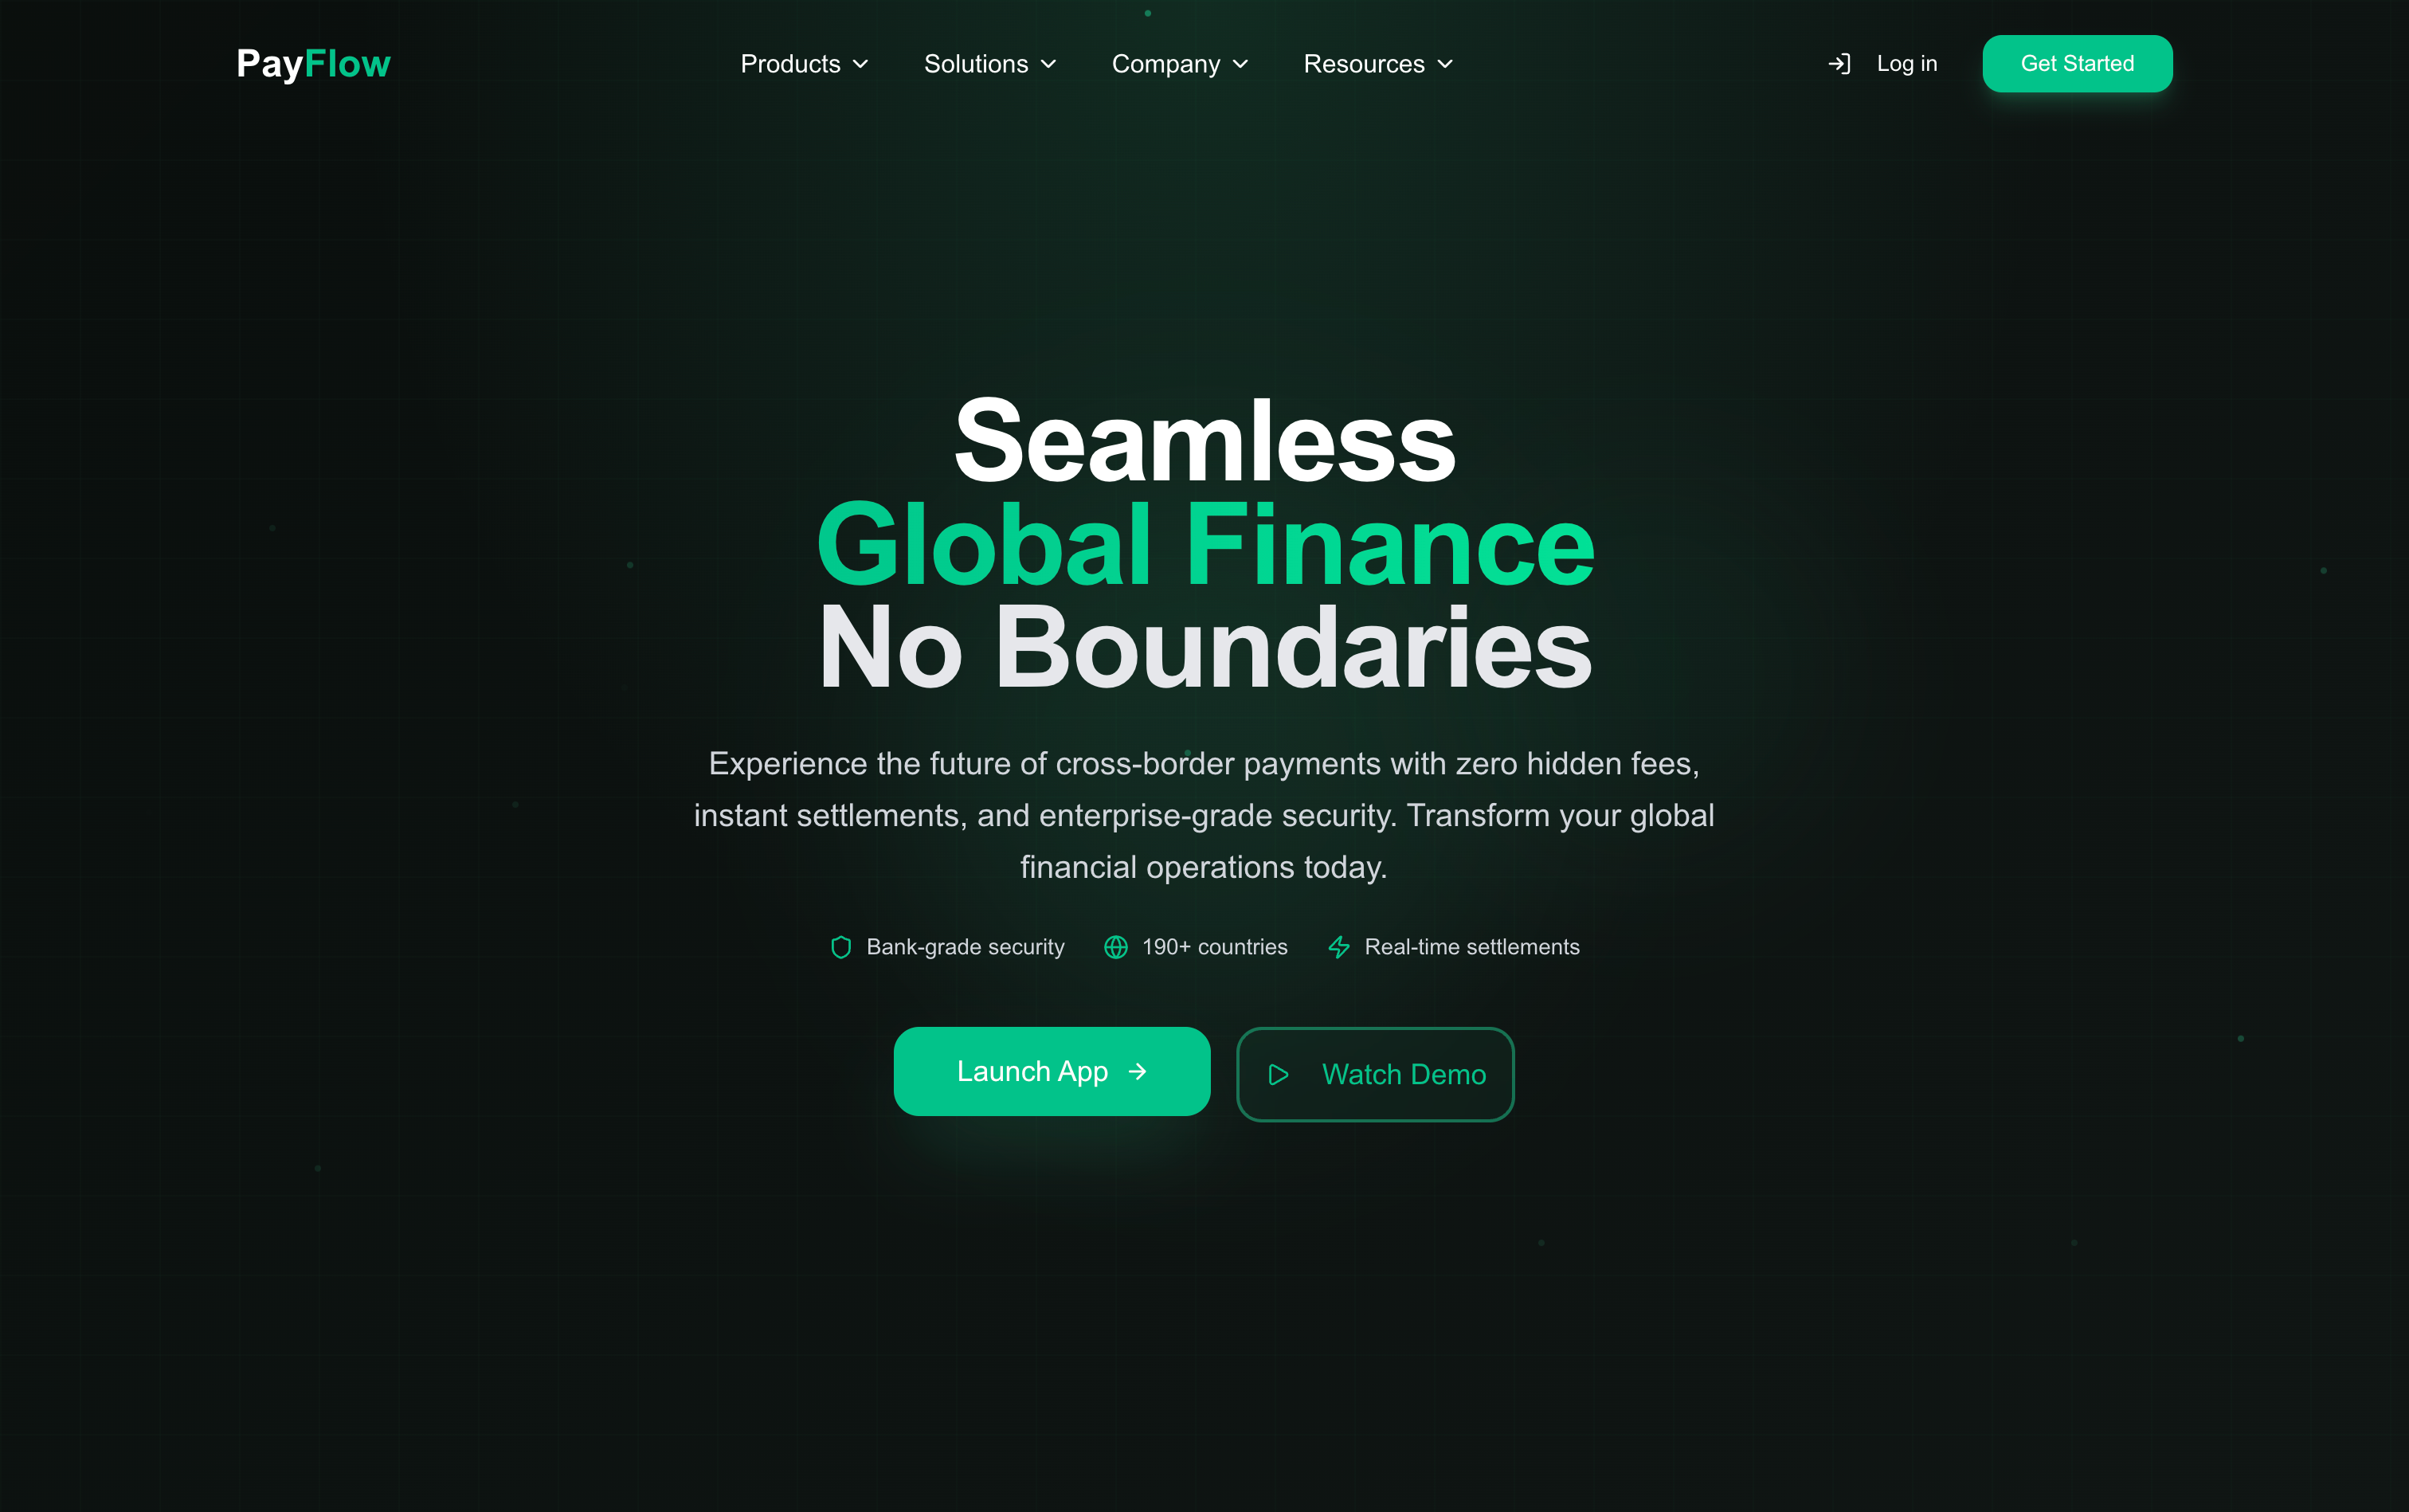 PayFlow
Products
Solutions
Company
Resources
Log in
Get Started
Seamless
Global Finance
No Boundaries
Experience the future of cross-border payments with zero hidden fees,
instant settlements, and enterprise-grade security. Transform your global
financial operations today.
Bank-grade security
190+ countries
Real-time settlements
Launch App
Watch Demo